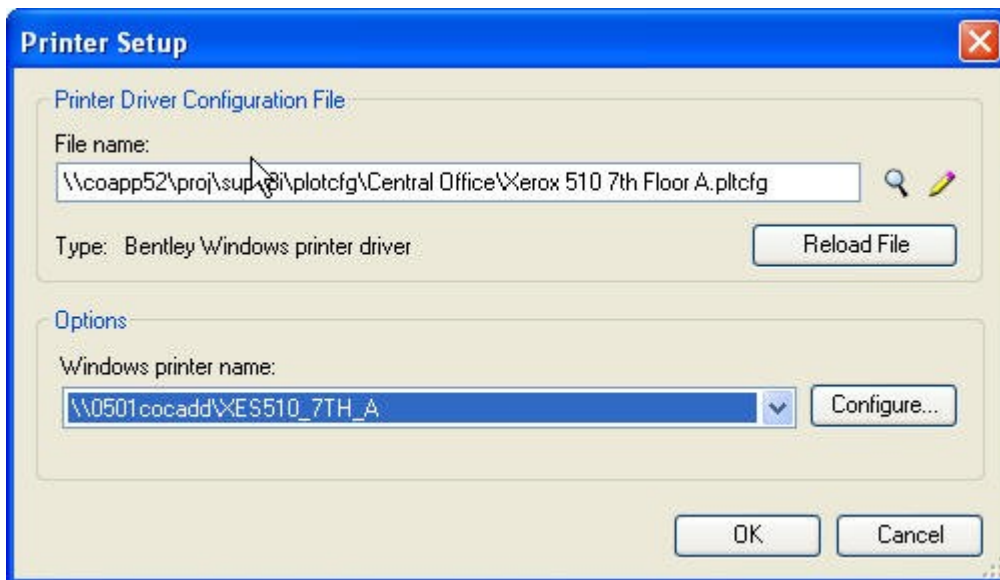 Printer Setup
Printer Driver Configuration File
File name:
\\coapp52\proj\sup\8i\plotcfg\Central Office\Xerox 510 7th Floor A.pltcfg
Type: Bentley Windows printer driver
Reload File
Options
Windows printer name:
\\0501cocadd\XES510_7TH_A
Configure...
OK
Cancel